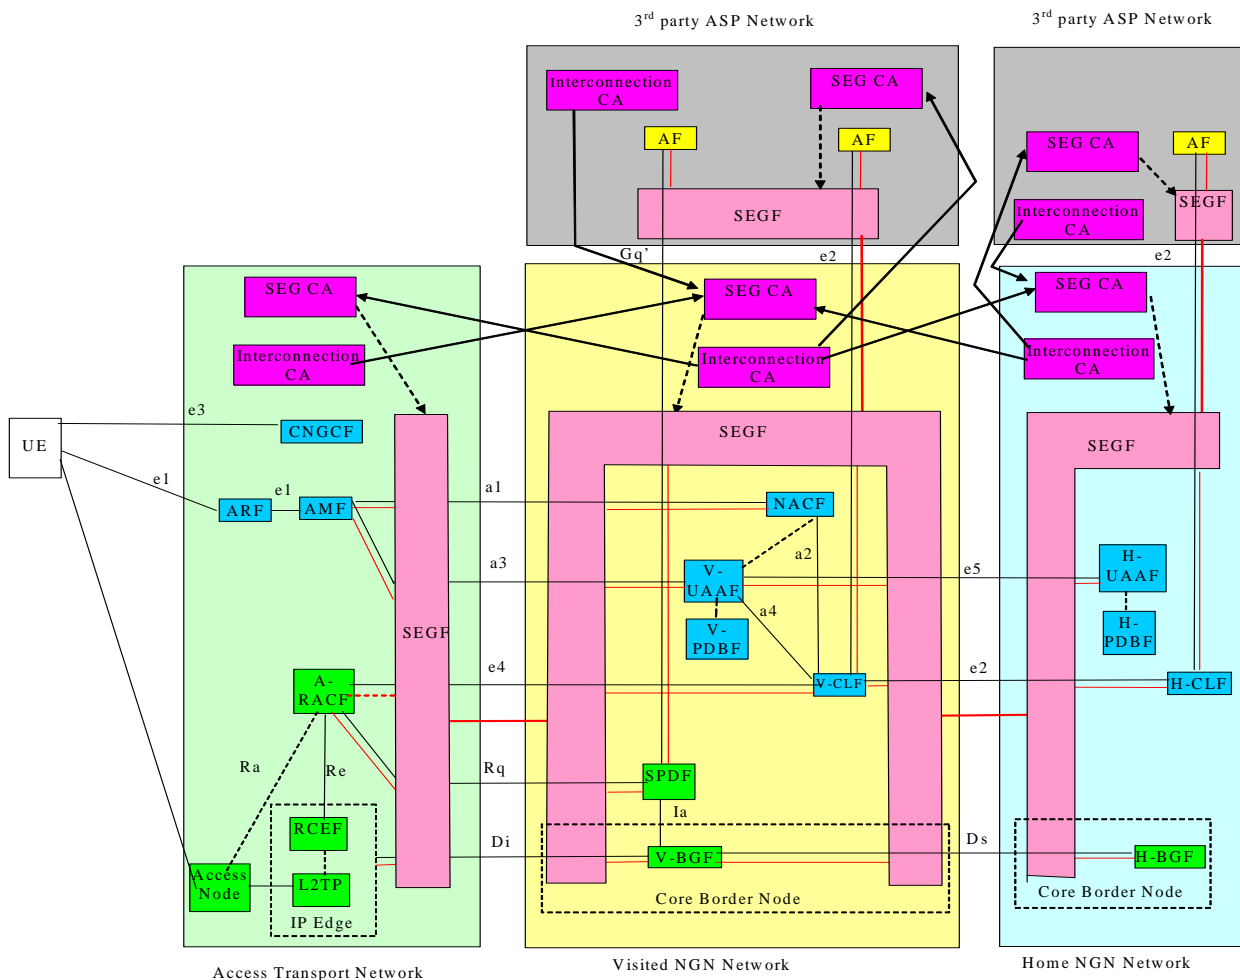 3rd party ASP Network
3rd party ASP Network
Interconnection
CA
SEG CA
AF
AF
SEGF
SEG CA
AF
Interconnection
CA
SEGF
Gq'
e2
e2
SEG CA
Interconnection
CA
SEG CA
Interconnection
CA
SEG CA
Interconnection
CA
UE
e3
e1
CNGCF
ARF
e1
AMF
SEGF
a1
a3
e4
Rq
Di
A-
RACF
Ra
Re
RCEF
L2TP
IP Edge
Access
Node
SEGF
NACF
a2
V-
UAAF
a4
V-
PDBF
V-CLF
SPDF
Ia
V-BGF
Core Border Node
e5
e2
Ds
SEGF
H-
UAAF
H-
PDBF
H-CLF
H-BGF
Core Border Node
Access Transport Network
Visited NGN Network
Home NGN Network